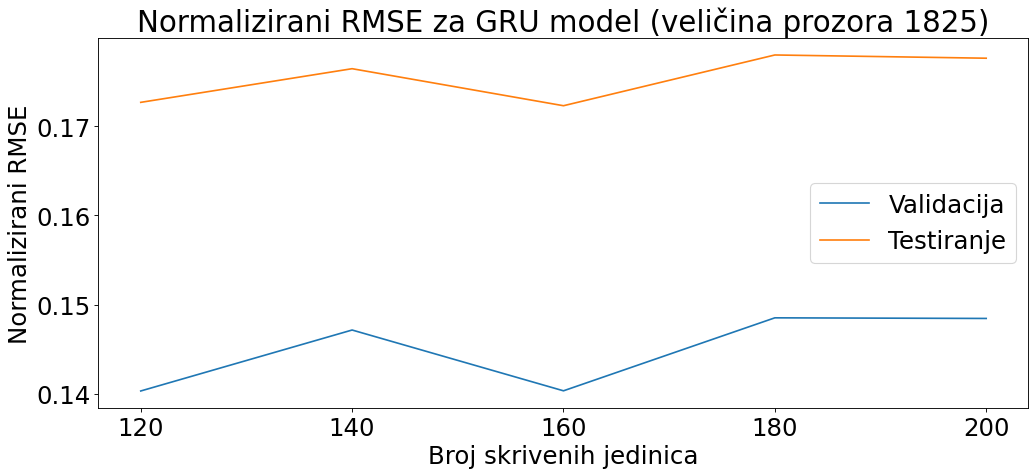 Normalizirani RMSE za GRU model (veličina prozora 1825)
Normalizirani RMSE
0.17
0.16
0.15
0.14
Validacija
Testiranje
120 140 160 180 200
Broj skrivenih jedinica